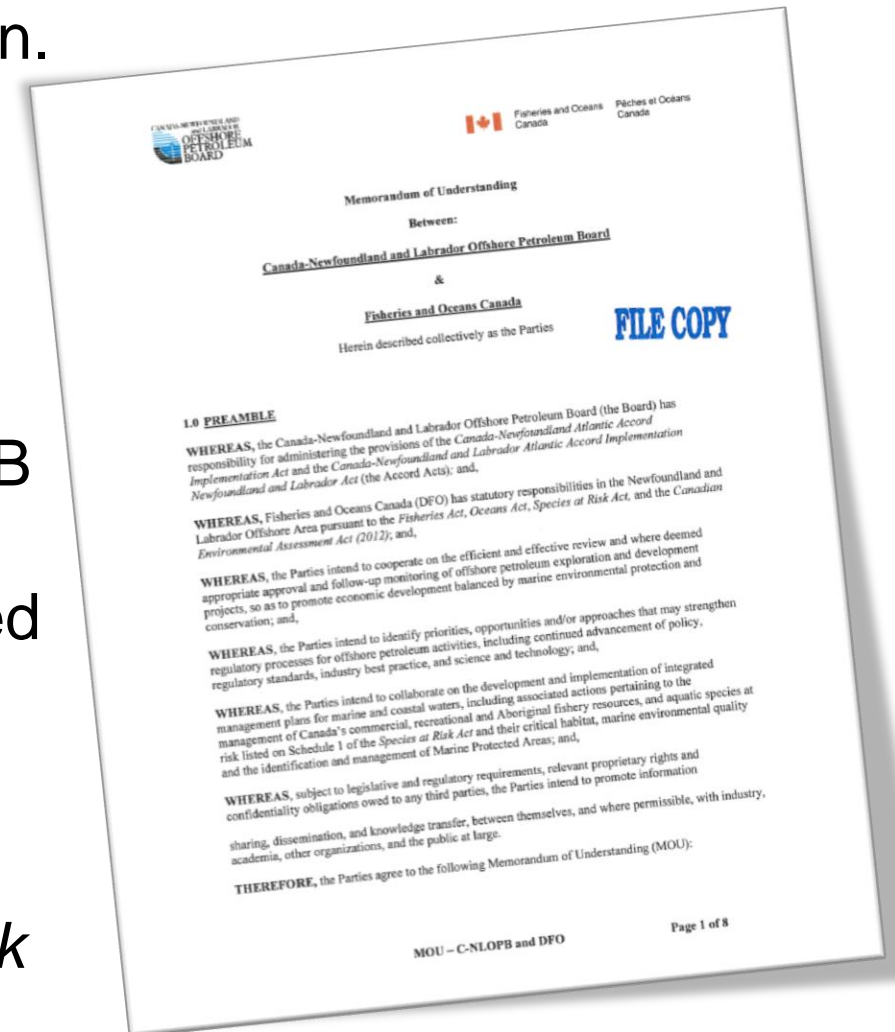 n.
CANADA-NEWFOUNDLAND
and LABRADOR
OFFSHORE
PETROLEUM
BOARD
Fisheries and Oceans Pêches et Océans
Canada Canada
Memorandum of Understanding
Between:
Canada-Newfoundland and Labrador Offshore Petroleum Board
&
Fisheries and Oceans Canada
Herein described collectively as the Parties
FILE COPY
1.0 PREAMBLE
WHEREAS, the Canada-Newfoundland and Labrador Offshore Petroleum Board (the Board) has
responsibility for administering the provisions of the Canada-Newfoundland Atlantic Accord
Implementation Act and the Canada-Newfoundland and Labrador Atlantic Accord Implementation
Newfoundland and Labrador Act (the Accord Acts); and,
B
WHEREAS, Fisheries and Oceans Canada (DFO) has statutory responsibilities in the Newfoundland and
Labrador Offshore Area pursuant to the Fisheries Act, Oceans Act, Species at Risk Act, and the Canadian
Environmental Assessment Act (2012); and,
WHEREAS, the Parties intend to cooperate on the efficient and effective review and where deemed
appropriate approval and follow-up monitoring of offshore petroleum exploration and development
projects, so as to promote economic development balanced by marine environmental protection and
conservation; and,
ed
WHEREAS, the Parties intend to identify priorities, opportunities and/or approaches that may strengthen
regulatory processes for offshore petroleum activities, including continued advancement of policy,
regulatory standards, industry best practice, and science and technology; and,
WHEREAS, the Parties intend to collaborate on the development and implementation of integrated
management plans for marine and coastal waters, including associated actions pertaining to the
management of Canada's commercial, recreational and Aboriginal fishery resources, and aquatic species at
risk listed on Schedule 1 of the Species at Risk Act and their critical habitat, marine environmental quality
and the identification and management of Marine Protected Areas; and,
WHEREAS, subject to legislative and regulatory requirements, relevant proprietary rights and
confidentiality obligations owed to any third parties, the Parties intend to promote information
sharing, dissemination, and knowledge transfer, between themselves, and where permissible, with industry,
academia, other organizations, and the public at large.
THEREFORE, the Parties agree to the following Memorandum of Understanding (MOU):
k
MOU – C-NLOPB and DFO Page 1 of 8